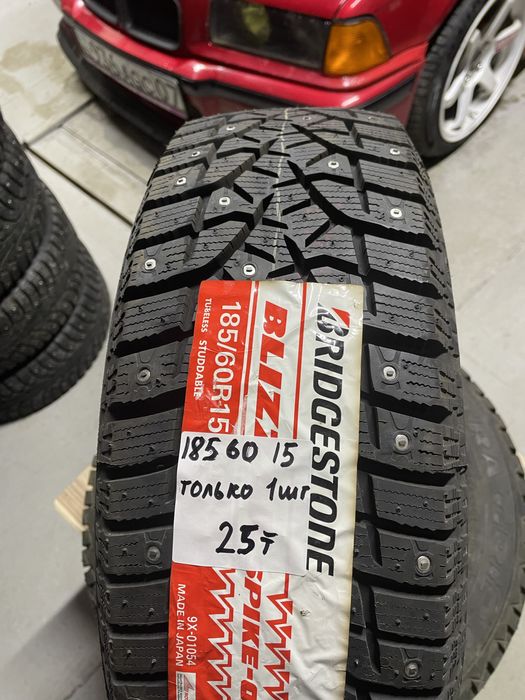 BRIDGESTONE
BLIZZ
185/60R15
TUBELESS STUDDABLE
185 60 15
только 1шт
25т
SPIKE-0
9X-01054
MADE IN JAPAN